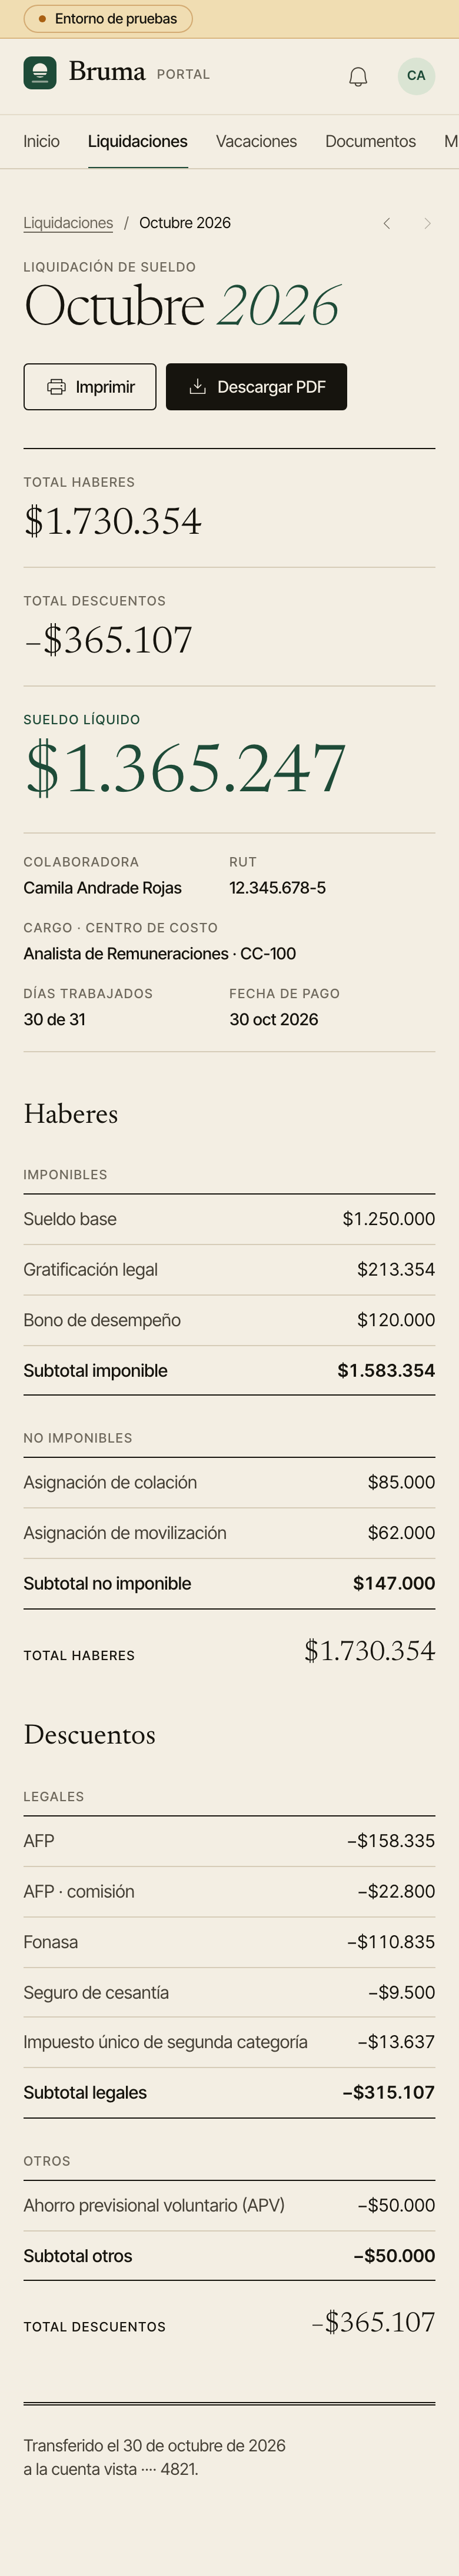 Entorno de pruebas
Bruma PORTAL
CA
Inicio Liquidaciones Vacaciones Documentos M
Liquidaciones / Octubre 2026
LIQUIDACIÓN DE SUELDO
Octubre 2026
Imprimir Descargar PDF
TOTAL HABERES
$1.730.354
TOTAL DESCUENTOS
−$365.107
SUELDO LÍQUIDO
$1.365.247
COLABORADORA RUT
Camila Andrade Rojas 12.345.678-5
CARGO · CENTRO DE COSTO
Analista de Remuneraciones · CC-100
DÍAS TRABAJADOS FECHA DE PAGO
30 de 31 30 oct 2026
Haberes
IMPONIBLES
Sueldo base $1.250.000
Gratificación legal $213.354
Bono de desempeño $120.000
Subtotal imponible $1.583.354
NO IMPONIBLES
Asignación de colación $85.000
Asignación de movilización $62.000
Subtotal no imponible $147.000
TOTAL HABERES $1.730.354
Descuentos
LEGALES
AFP −$158.335
AFP · comisión −$22.800
Fonasa −$110.835
Seguro de cesantía −$9.500
Impuesto único de segunda categoría −$13.637
Subtotal legales −$315.107
OTROS
Ahorro previsional voluntario (APV) −$50.000
Subtotal otros −$50.000
TOTAL DESCUENTOS −$365.107
Transferido el 30 de octubre de 2026
a la cuenta vista ···· 4821.